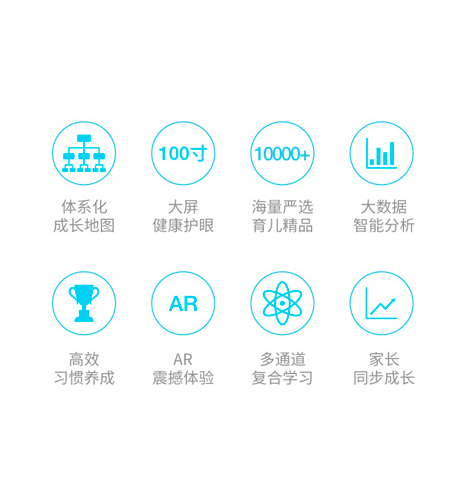 100寸
10000+
体系化
成长地图
大屏
健康护眼
海量严选
育儿精品
大数据
智能分析
AR
高效
习惯养成
AR
震撼体验
多通道
复合学习
家长
同步成长